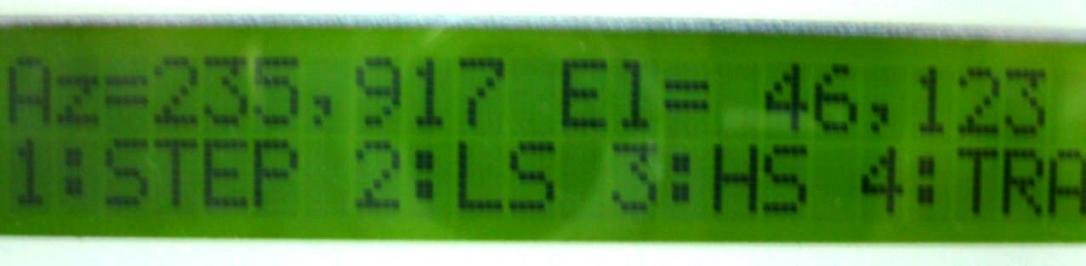 Az=235,917 El= 46,123
1:STEP 2:LS 3:HS 4:TRA